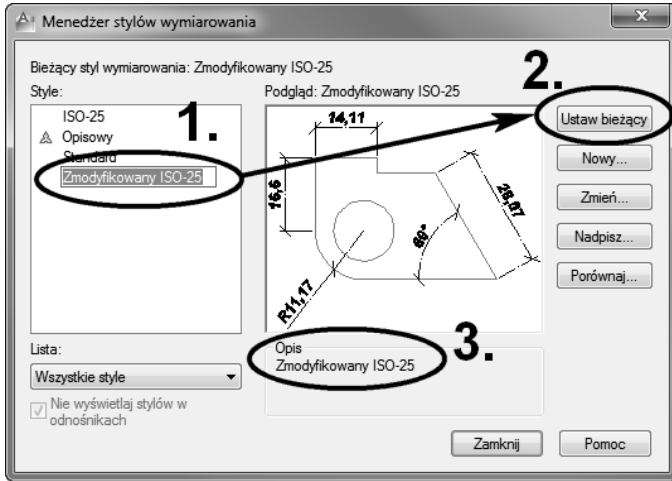 Menedżer stylów wymiarowania
Bieżący styl wymiarowania: Zmodyfikowany ISO-25
Style:
ISO-25
Opisowy
Standard
Zmodyfikowany ISO-25
1.
Podgląd: Zmodyfikowany ISO-25
14,11
16,6
28,07
60°
R11,17
2.
Ustaw bieżący
Nowy...
Zmień...
Nadpisz...
Porównaj...
Lista:
Wszystkie style
Nie wyświetlaj stylów w
odnośnikach
Opis
Zmodyfikowany ISO-25
3.
Zamknij
Pomoc